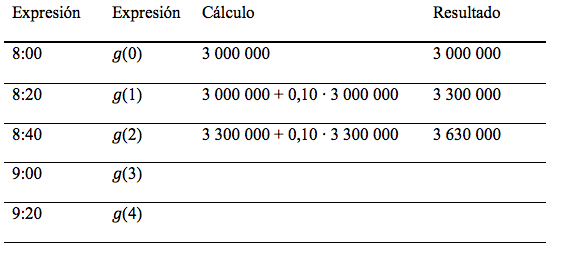 Expresión Expresión Cálculo Resultado
8:00 g(0) 3 000 000 3 000 000
8:20 g(1) 3 000 000 + 0,10 · 3 000 000 3 300 000
8:40 g(2) 3 300 000 + 0,10 · 3 300 000 3 630 000
9:00 g(3)
9:20 g(4)